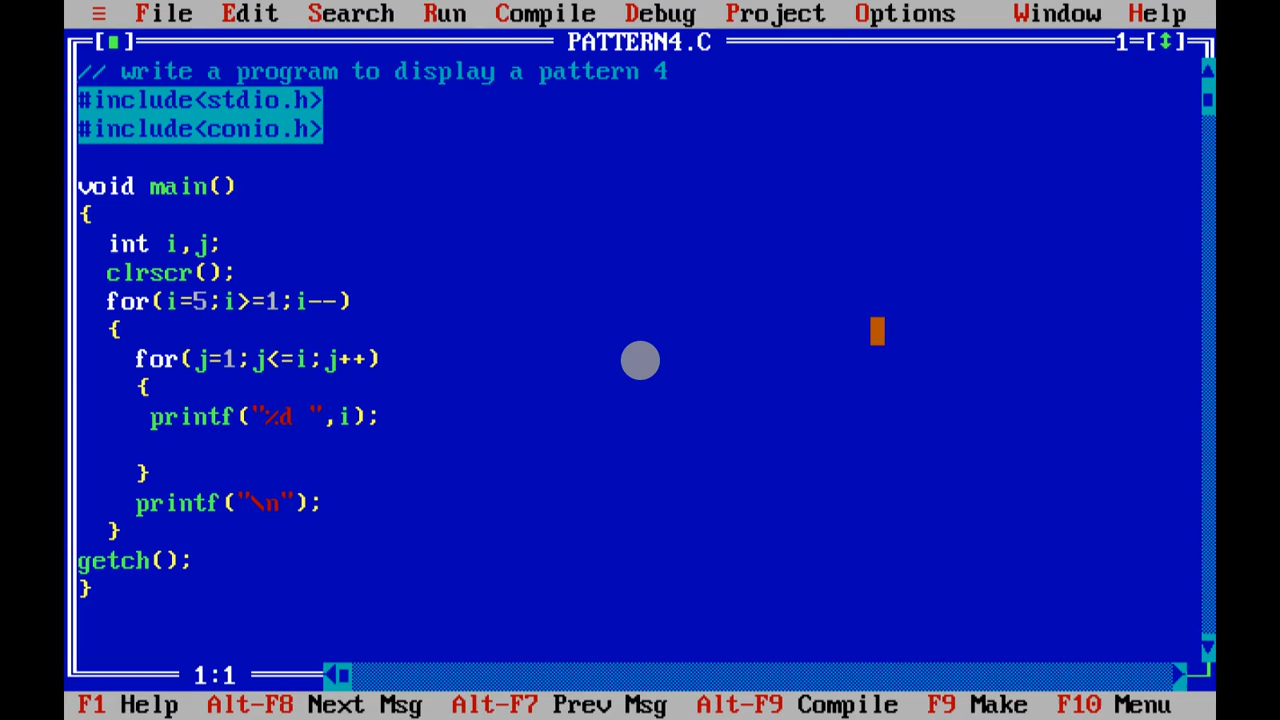 ≡ File Edit Search Run Compile Debug Project Options Window Help
[■] PATTERN4.C 1=[↕]
// write a program to display a pattern 4
#include<stdio.h>
#include<conio.h>
void main()
{
int i,j;
clrscr();
for(i=5;i>=1;i--)
{
for(j=1;j<=i;j++)
{
printf("%d ",i);
}
printf("\n");
}
getch();
}
1:1
F1 Help Alt-F8 Next Msg Alt-F7 Prev Msg Alt-F9 Compile F9 Make F10 Menu